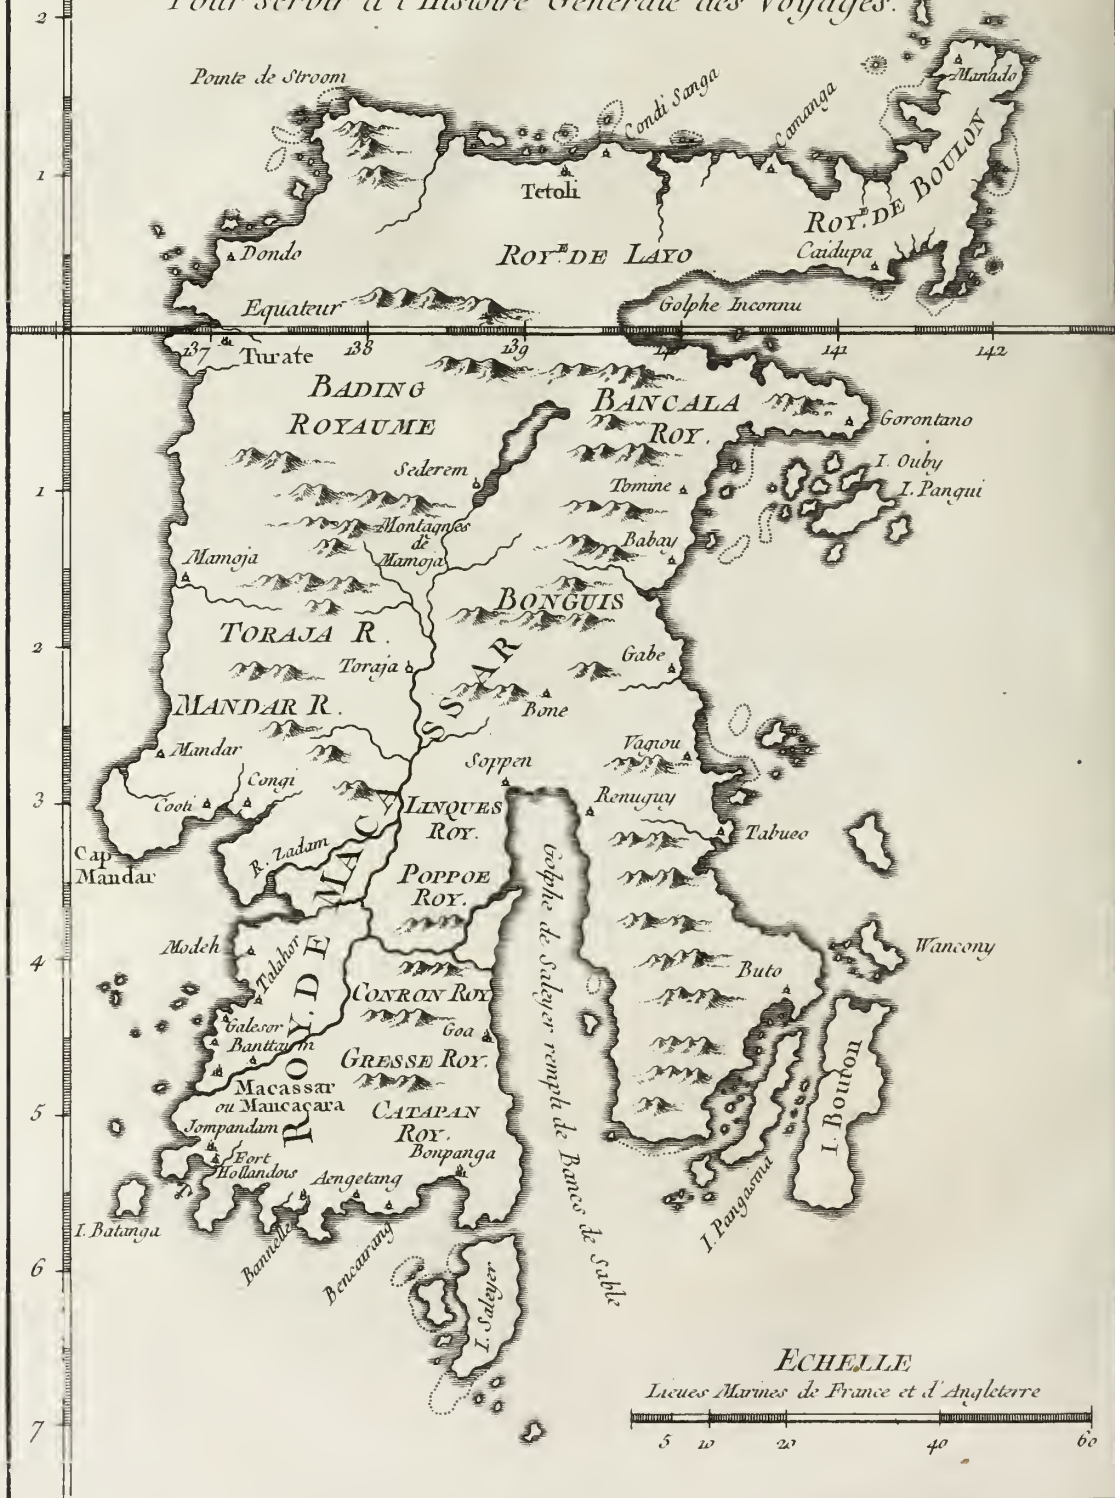 Pour servir à l'Histoire Générale des Voyages.
2
Pointe de Stroom
Condi Sanga
Camanga
Manado
1
Tetoli
ROY.E DE BOULON
Dondo
ROY.E DE LAYO
Caidupa
Equateur
Golphe Inconnu
137
138
139
141
142
Turate
BADING
ROYAUME
BANCALA
ROY.
Gorontano
Sederem
I. Ouby
1
Tomine
I. Pangui
Montagnes
de
Mamoja
Mamoja
Babay
BONGUIS
TORAJA R.
2
Toraja
Gabe
MANDAR R.
Bone
Mandar
Vagiou
Soppen
Congi
Cooti
3
LINQUES
ROY.
Renuguy
Tabueo
Cap
Mandar
R. Zadam
POPPOE
ROY.
ROY. DE MACASSAR
Golphe de Saleyer rempli de Bancs de Sable
Modeh
Talahor
Wancony
4
Buto
CONRON ROY
Galesor
Goa
Banttaum
GRESSE ROY.
I. Bouton
Macassar
ou Mancaçara
5
CATAPAN
ROY.
Jompandam
Fort
Hollandois
Bonpanga
Aengetang
I. Pangasma
I. Batanga
Bannelle
Bencairang
6
I. Saleyer
ECHELLE
Lieues Marines de France et d'Angleterre
7
5 10 20 40 60